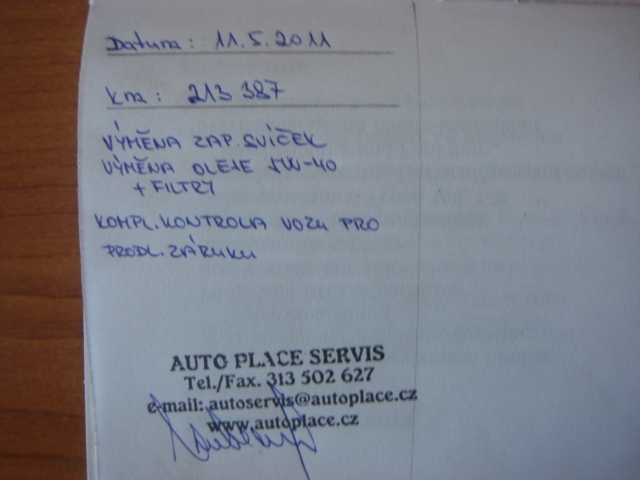 Datum: 11.5.2011
km: 213 387
VÝMĚNA ZAP. SVÍČEK
VÝMĚNA OLEJE 5W-40
+ FILTRY
KOMPL. KONTROLA VOZU PRO
PRODL. ZÁRUKU
AUTO PLACE SERVIS
Tel./Fax. 313 502 627
e-mail: autoservis@autoplace.cz
www.autoplace.cz